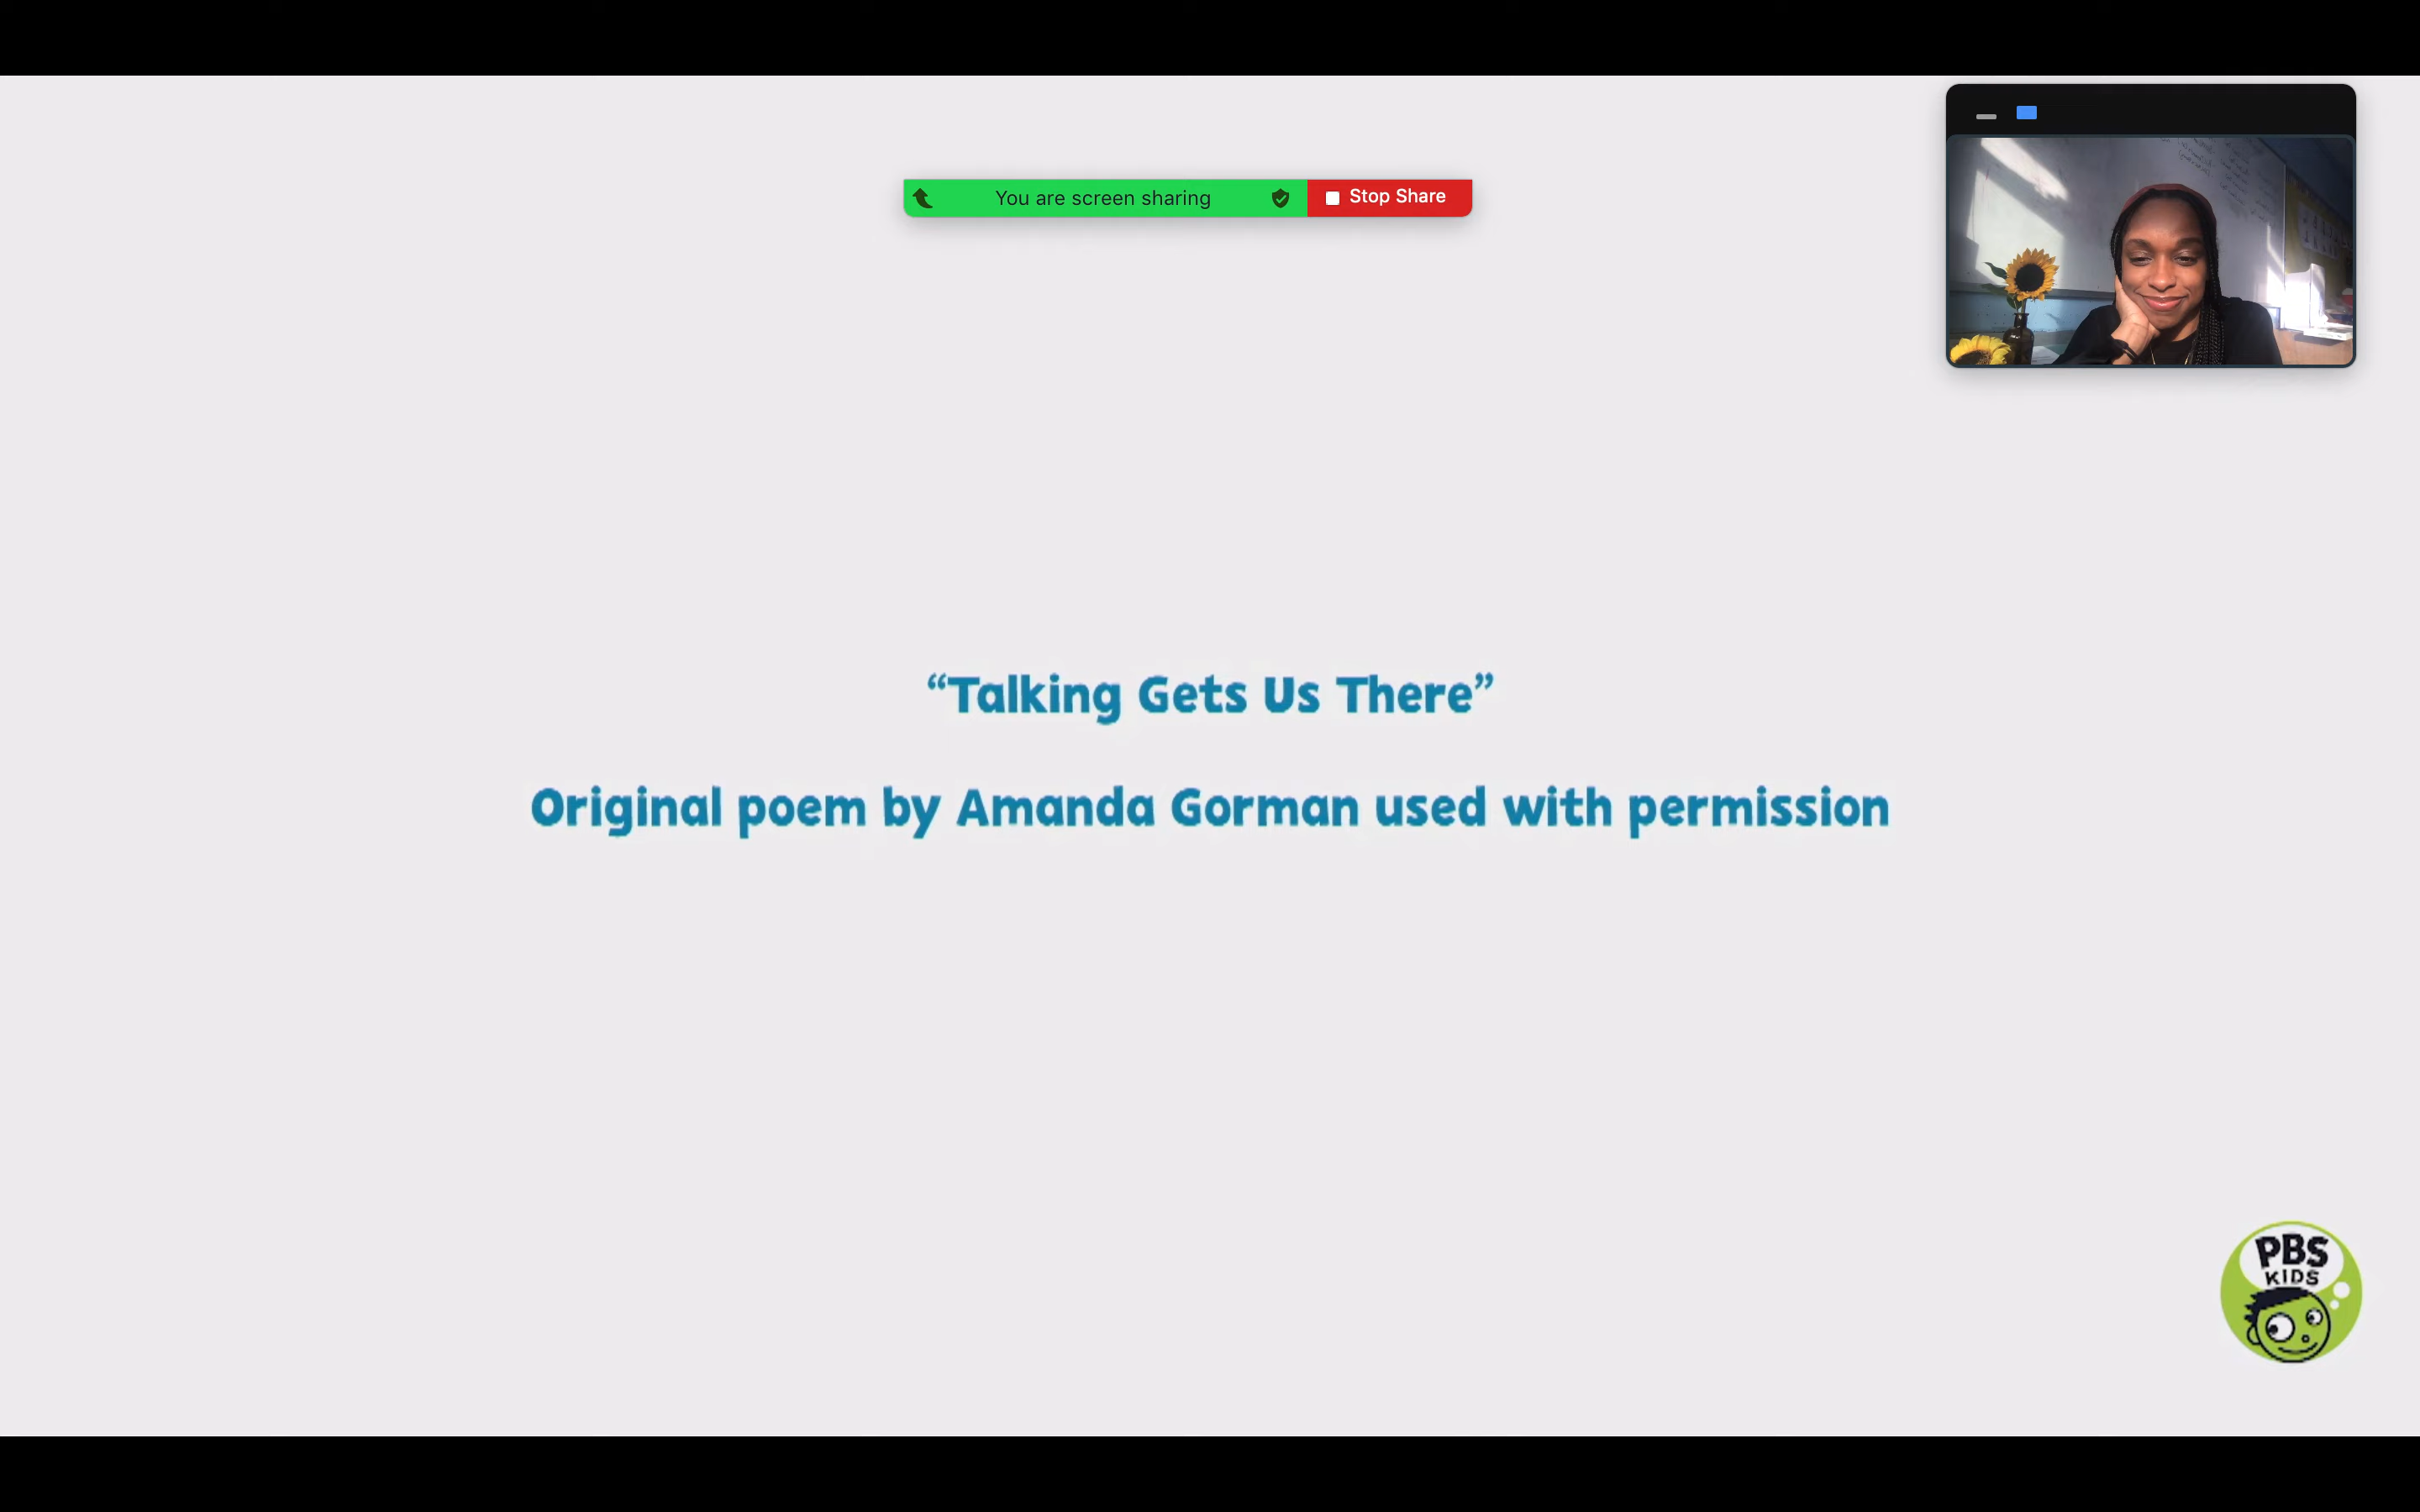 You are screen sharing
Stop Share
“Talking Gets Us There”
Original poem by Amanda Gorman used with permission
PBS
KIDS